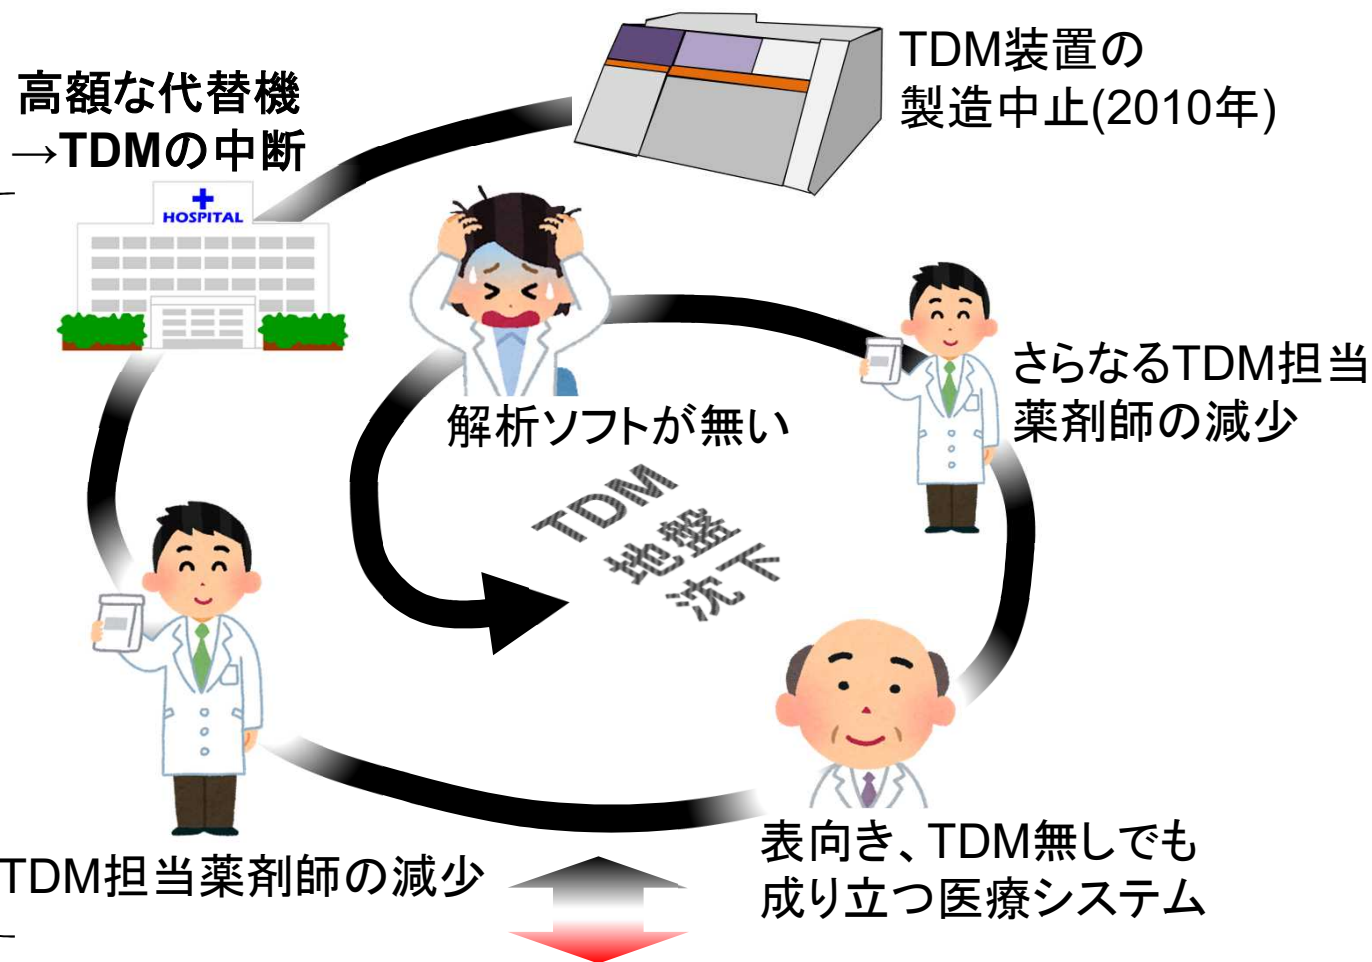 TDM装置の
製造中止(2010年)
高額な代替機
→TDMの中断
HOSPITAL
解析ソフトが無い
さらなるTDM担当
薬剤師の減少
TDM
地盤
沈下
TDM担当薬剤師の減少
表向き、TDM無しでも
成り立つ医療システム